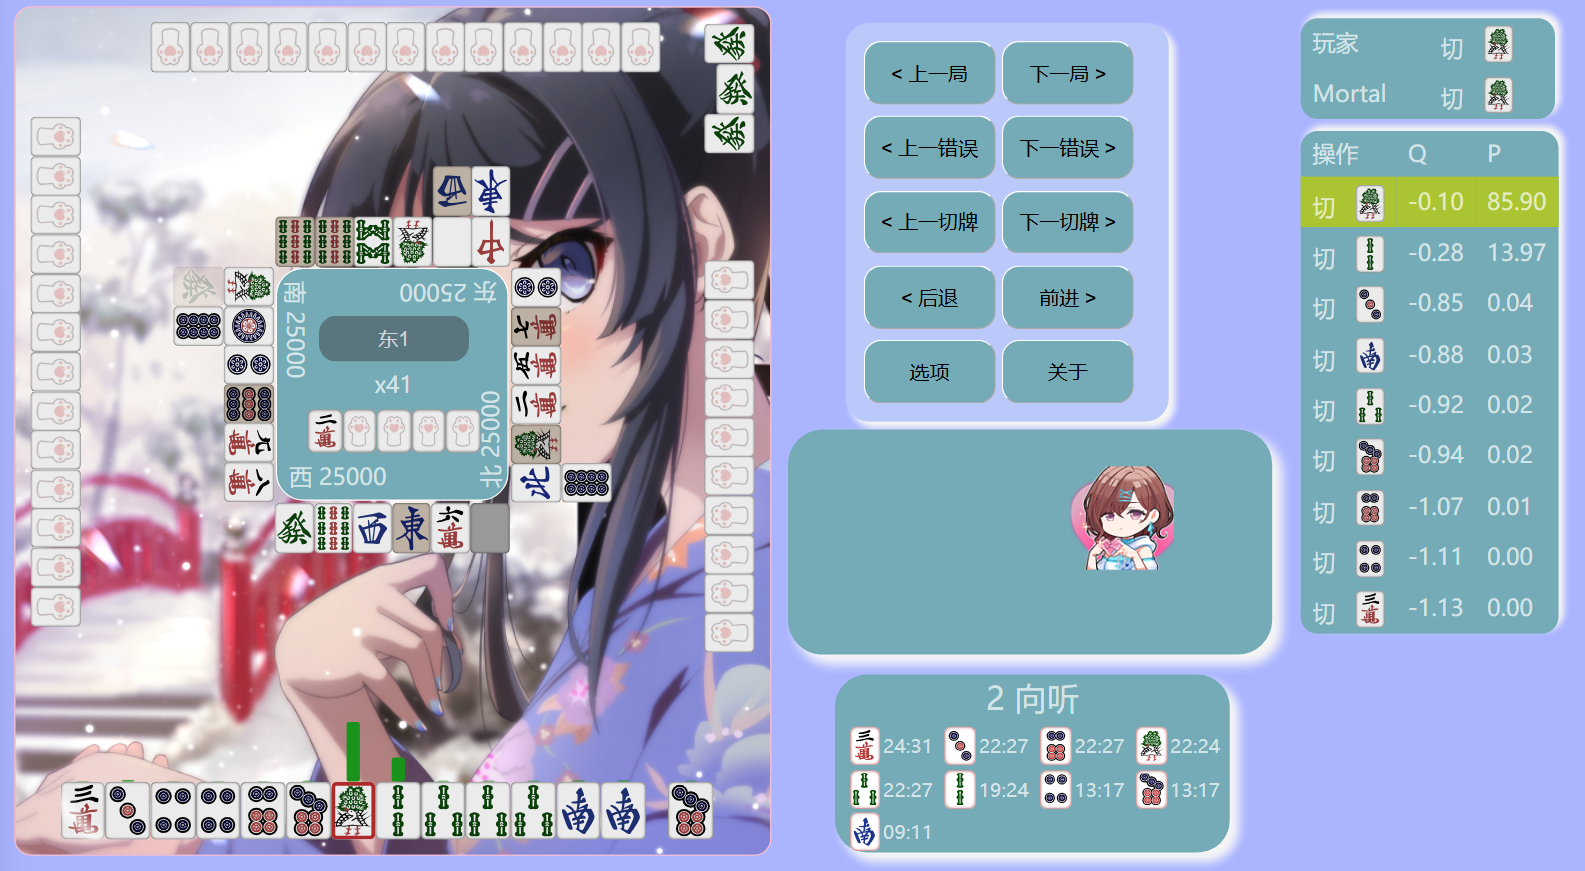 南 25000
东 25000
东1
x41
西 25000
北 25000
< 上一局
下一局 >
< 上一错误
下一错误 >
< 上一切牌
下一切牌 >
< 后退
前进 >
选项
关于
玩家 切
Mortal 切
操作 Q P
切 -0.10 85.90
切 -0.28 13.97
切 -0.85 0.04
切 -0.88 0.03
切 -0.92 0.02
切 -0.94 0.02
切 -1.07 0.01
切 -1.11 0.00
切 -1.13 0.00
2 向听
24:31 22:27 22:27 22:24
22:27 19:24 13:17 13:17
09:11